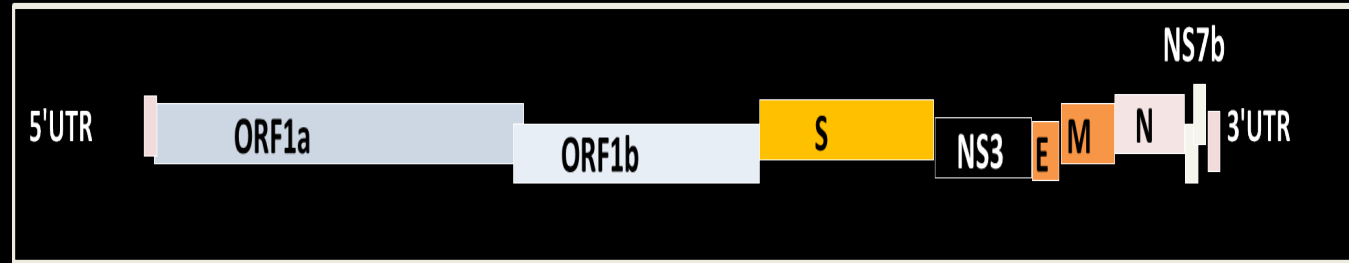 NS7b
5'UTR
ORF1a
ORF1b
S
NS3
E
M
N
3'UTR